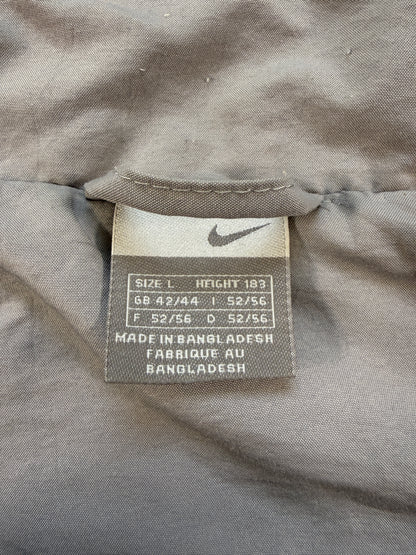 SIZE L HEIGHT 183
GB 42/44 I 52/56
F 52/56 D 52/56
MADE IN BANGLADESH
FABRIQUE AU
BANGLADESH